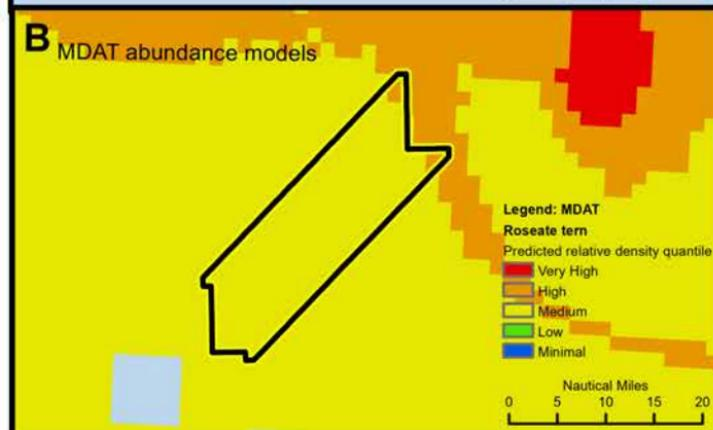 B MDAT abundance models
Legend: MDAT
Roseate tern
Predicted relative density quantile
Very High
High
Medium
Low
Minimal
Nautical Miles
0 5 10 15 20